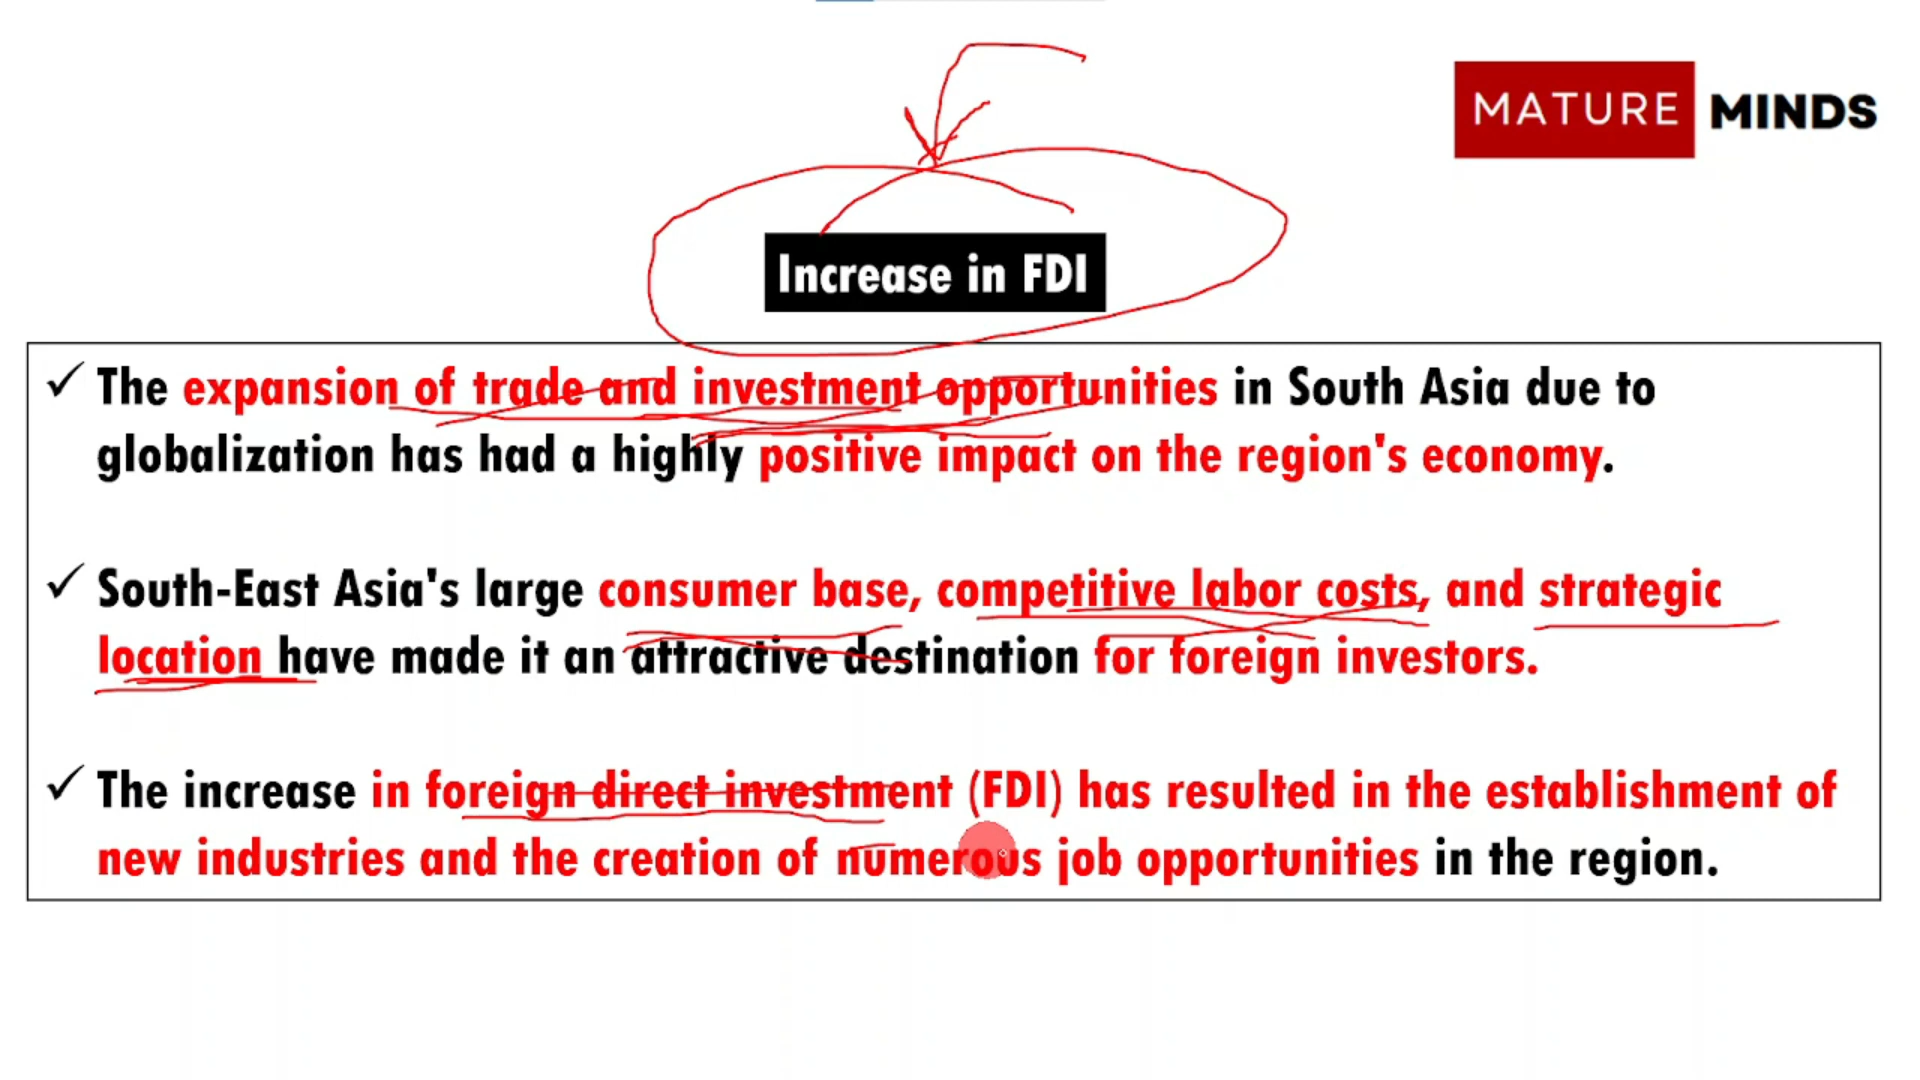 MATURE MINDS
Increase in FDI
✓ The expansion of trade and investment opportunities in South Asia due to
globalization has had a highly positive impact on the region's economy.
✓ South-East Asia's large consumer base, competitive labor costs, and strategic
location have made it an attractive destination for foreign investors.
✓ The increase in foreign direct investment (FDI) has resulted in the establishment of
new industries and the creation of numerous job opportunities in the region.